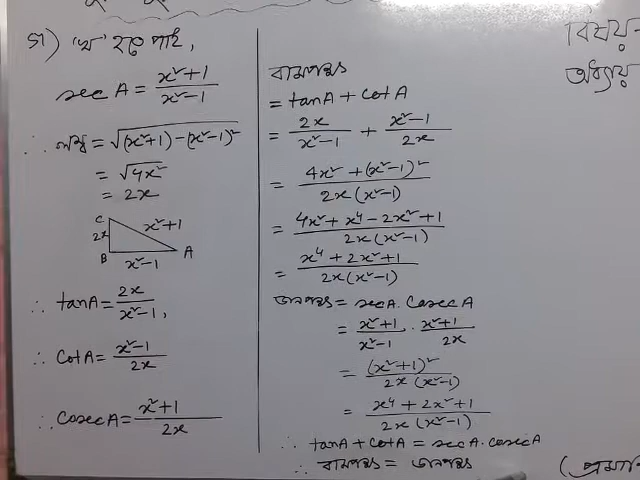 গ) 'খ' হতে পাই,
secA = x²+1 / x²-1
∴ লম্ব = √(x²+1) - (x²-1)²
= √4x²
= 2x
C
2x
x²+1
B
x²-1
A
∴ tanA = 2x / x²-1,
∴ CotA = x²-1 / 2x
∴ CosecA = x²+1 / 2x
বামপক্ষ
= tanA + cotA
= 2x / x²-1 + x²-1 / 2x
= 4x² + (x²-1)² / 2x(x²-1)
= 4x² + x⁴ - 2x² + 1 / 2x(x²-1)
= x⁴ + 2x² + 1 / 2x(x²-1)
ডানপক্ষ = secA. CosecA
= x²+1 / x²-1 . x²+1 / 2x
= (x²+1)² / 2x(x²-1)
= x⁴ + 2x² + 1 / 2x(x²-1)
∴ tanA + cotA = secA. cosecA
∴ বামপক্ষ = ডানপক্ষ
বিষয়-
অধ্যায়